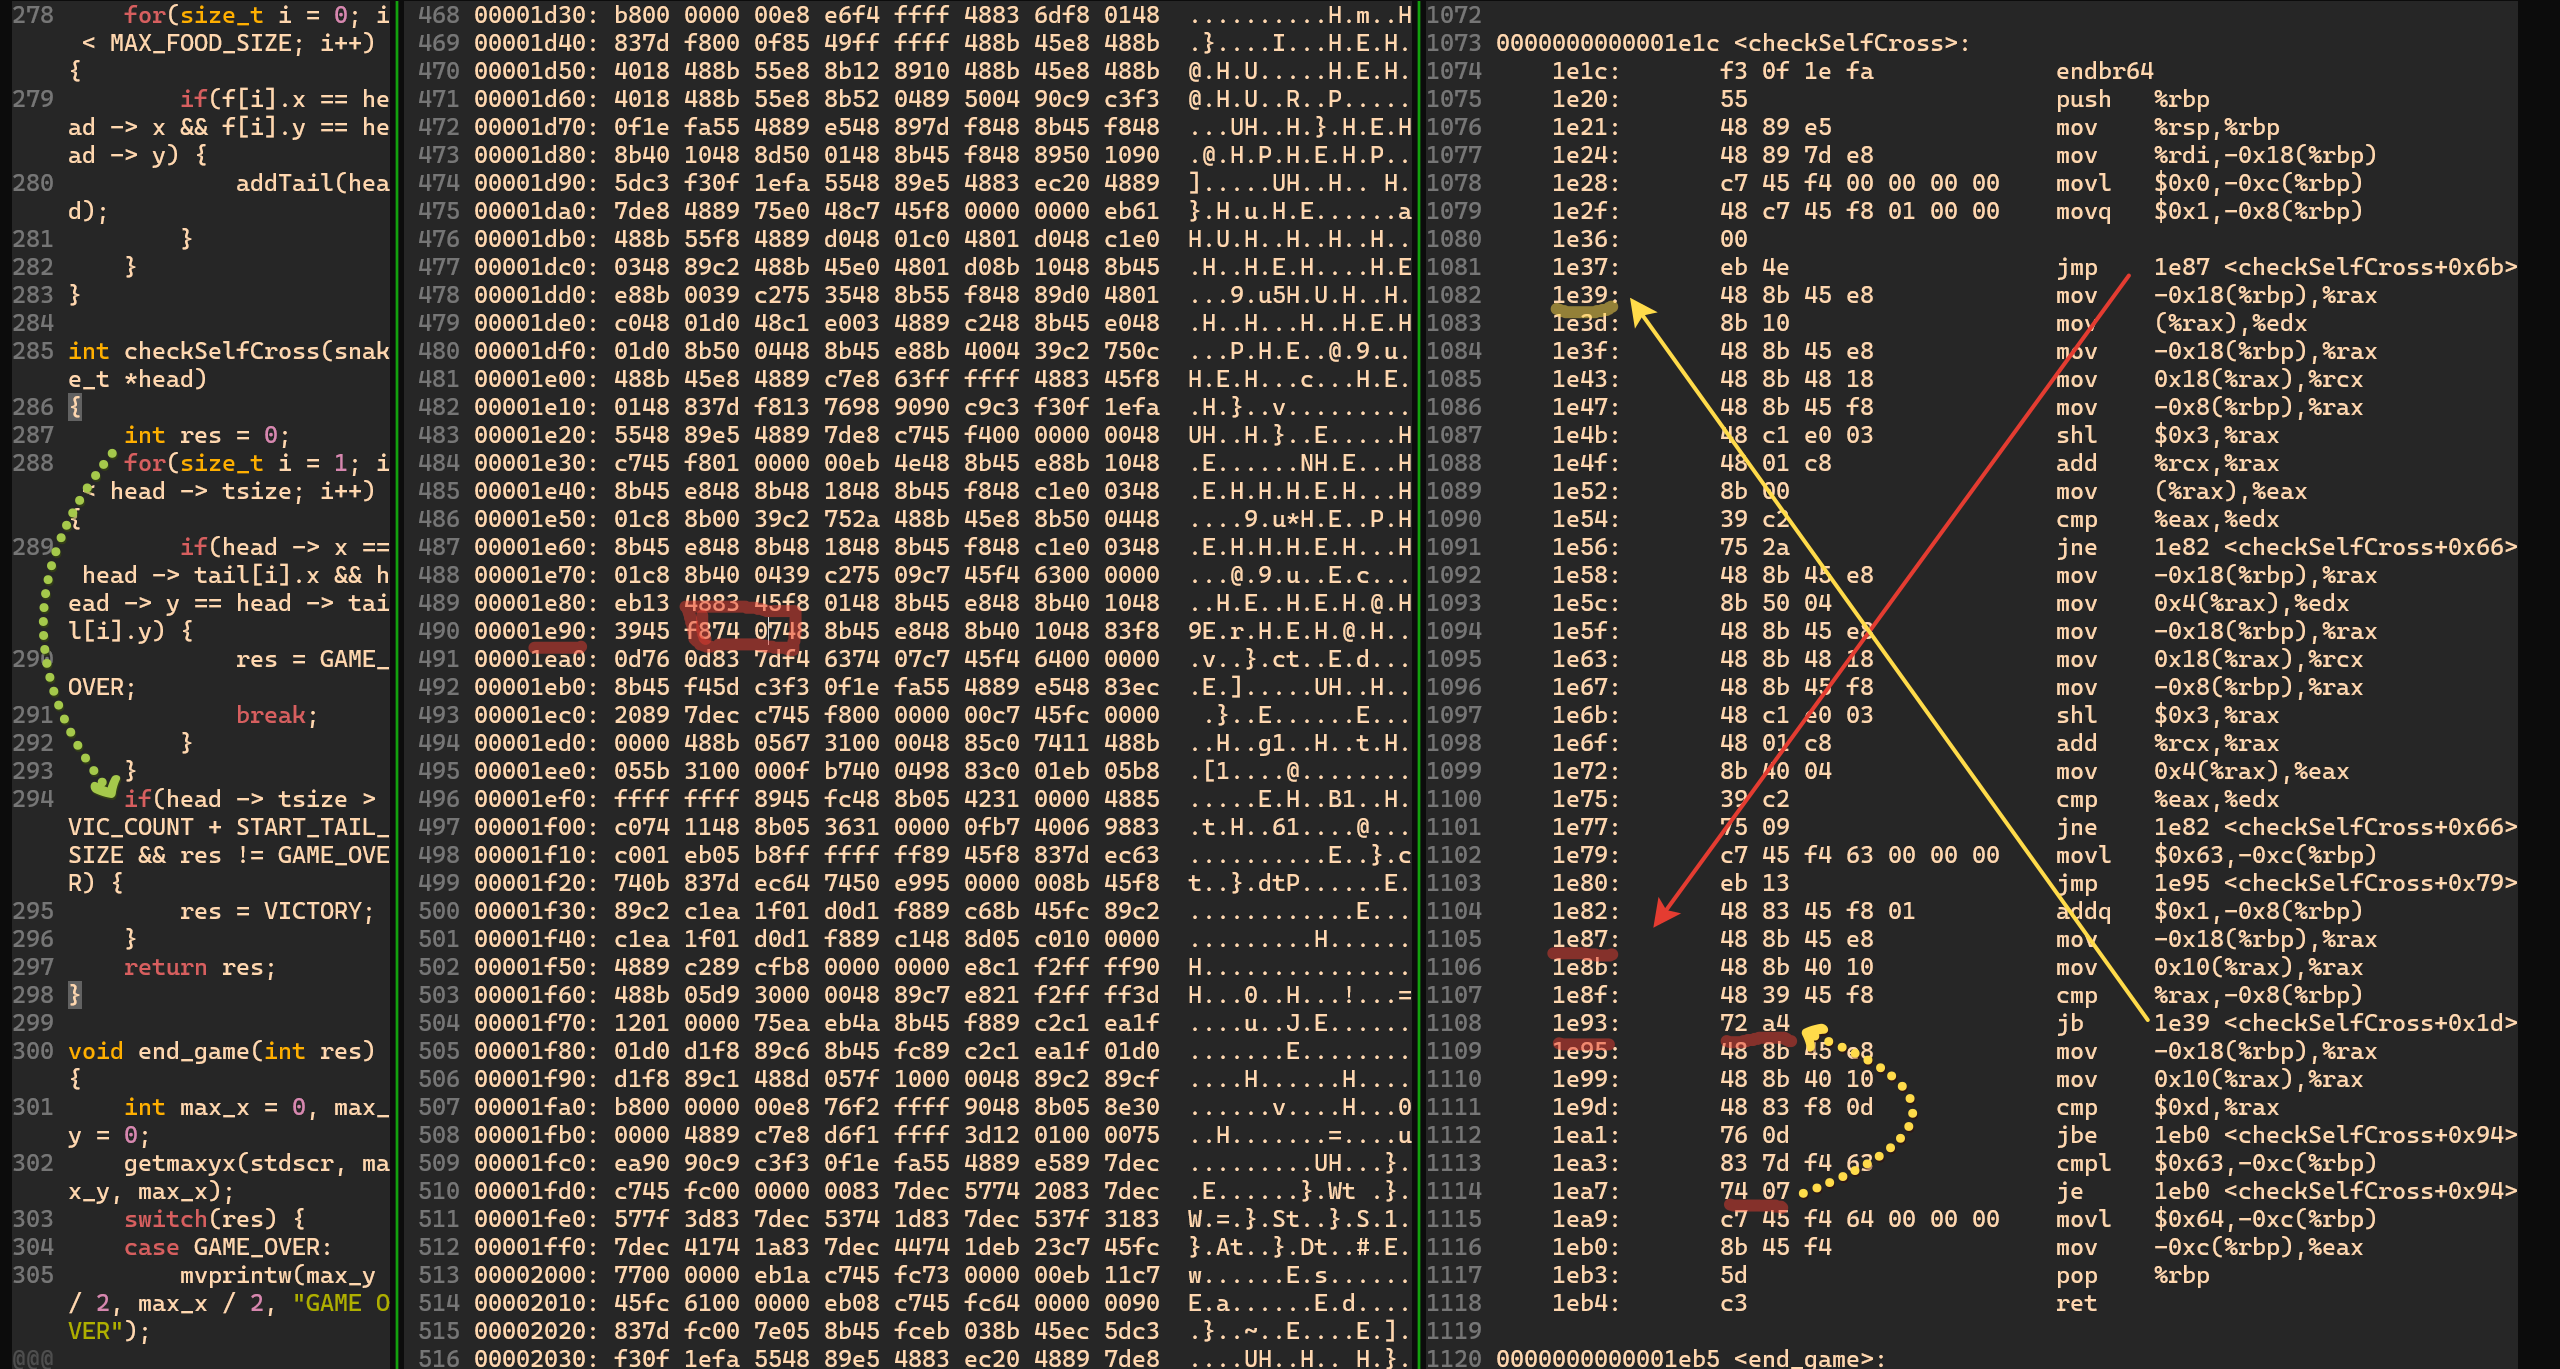 278     for(size_t i = 0; i
 < MAX_FOOD_SIZE; i++)
{
279         if(f[i].x == he
ad -> x && f[i].y == he
ad -> y) {
280             addTail(hea
d);
281         }
282     }
283 }
284
285 int checkSelfCross(snak
e_t *head)
286 {
287     int res = 0;
288     for(size_t i = 1; i
 < head -> tsize; i++)
{
289         if(head -> x ==
 head -> tail[i].x && h
ead -> y == head -> tai
l[i].y) {
290             res = GAME_
OVER;
291             break;
292         }
293     }
294     if(head -> tsize >
VIC_COUNT + START_TAIL_
SIZE && res != GAME_OVE
R) {
295         res = VICTORY;
296     }
297     return res;
298 }
299
300 void end_game(int res)
{
301     int max_x = 0, max_
y = 0;
302     getmaxyx(stdscr, ma
x_y, max_x);
303     switch(res) {
304     case GAME_OVER:
305         mvprintw(max_y
/ 2, max_x / 2, "GAME O
VER");
@@@
468 00001d30: b800 0000 00e8 e6f4 ffff 4883 6df8 0148  ..........H.m..H
469 00001d40: 837d f800 0f85 49ff ffff 488b 45e8 488b  .}....I...H.E.H.
470 00001d50: 4018 488b 55e8 8b12 8910 488b 45e8 488b  @.H.U.....H.E.H.
471 00001d60: 4018 488b 55e8 8b52 0489 5004 90c9 c3f3  @.H.U..R..P.....
472 00001d70: 0f1e fa55 4889 e548 897d f848 8b45 f848  ...UH..H.}.H.E.H
473 00001d80: 8b40 1048 8d50 0148 8b45 f848 8950 1090  .@.H.P.H.E.H.P..
474 00001d90: 5dc3 f30f 1efa 5548 89e5 4883 ec20 4889  ].....UH..H.. H.
475 00001da0: 7de8 4889 75e0 48c7 45f8 0000 0000 eb61  }.H.u.H.E......a
476 00001db0: 488b 55f8 4889 d048 01c0 4801 d048 c1e0  H.U.H..H..H..H..
477 00001dc0: 0348 89c2 488b 45e0 4801 d08b 1048 8b45  .H..H.E.H....H.E
478 00001dd0: e88b 0039 c275 3548 8b55 f848 89d0 4801  ...9.u5H.U.H..H.
479 00001de0: c048 01d0 48c1 e003 4889 c248 8b45 e048  .H..H...H..H.E.H
480 00001df0: 01d0 8b50 0448 8b45 e88b 4004 39c2 750c  ...P.H.E..@.9.u.
481 00001e00: 488b 45e8 4889 c7e8 63ff ffff 4883 45f8  H.E.H...c...H.E.
482 00001e10: 0148 837d f813 7698 9090 c9c3 f30f 1efa  .H.}..v.........
483 00001e20: 5548 89e5 4889 7de8 c745 f400 0000 0048  UH..H.}..E.....H
484 00001e30: c745 f801 0000 00eb 4e48 8b45 e88b 1048  .E......NH.E...H
485 00001e40: 8b45 e848 8b48 1848 8b45 f848 c1e0 0348  .E.H.H.H.E.H...H
486 00001e50: 01c8 8b00 39c2 752a 488b 45e8 8b50 0448  ....9.u*H.E..P.H
487 00001e60: 8b45 e848 8b48 1848 8b45 f848 c1e0 0348  .E.H.H.H.E.H...H
488 00001e70: 01c8 8b40 0439 c275 09c7 45f4 6300 0000  ...@.9.u..E.c...
489 00001e80: eb13 4883 45f8 0148 8b45 e848 8b40 1048  ..H.E..H.E.H.@.H
490 00001e90: 3945 f874 0748 8b45 e848 8b40 1048 83f8  9E.r.H.E.H.@.H..
491 00001ea0: 0d76 0d83 7df4 6374 07c7 45f4 6400 0000  .v..}.ct..E.d...
492 00001eb0: 8b45 f45d c3f3 0f1e fa55 4889 e548 83ec  .E.].....UH..H..
493 00001ec0: 2089 7dec c745 f800 0000 00c7 45fc 0000   .}..E......E...
494 00001ed0: 0000 488b 0567 3100 0048 85c0 7411 488b  ..H..g1..H..t.H.
495 00001ee0: 055b 3100 000f b740 0498 83c0 01eb 05b8  .[1....@........
496 00001ef0: ffff ffff 8945 fc48 8b05 4231 0000 4885  .....E.H..B1..H.
497 00001f00: c074 1148 8b05 3631 0000 0fb7 4006 9883  .t.H..61....@...
498 00001f10: c001 eb05 b8ff ffff ff89 45f8 837d ec63  ..........E..}.c
499 00001f20: 740b 837d ec64 7450 e995 0000 008b 45f8  t..}.dtP......E.
500 00001f30: 89c2 c1ea 1f01 d0d1 f889 c68b 45fc 89c2  ............E...
501 00001f40: c1ea 1f01 d0d1 f889 c148 8d05 c010 0000  .........H......
502 00001f50: 4889 c289 cfb8 0000 0000 e8c1 f2ff ff90  H...............
503 00001f60: 488b 05d9 3000 0048 89c7 e821 f2ff ff3d  H...0..H...!...=
504 00001f70: 1201 0000 75ea eb4a 8b45 f889 c2c1 ea1f  ....u..J.E......
505 00001f80: 01d0 d1f8 89c6 8b45 fc89 c2c1 ea1f 01d0  .......E........
506 00001f90: d1f8 89c1 488d 057f 1000 0048 89c2 89cf  ....H......H....
507 00001fa0: b800 0000 00e8 76f2 ffff 9048 8b05 8e30  ......v....H...0
508 00001fb0: 0000 4889 c7e8 d6f1 ffff 3d12 0100 0075  ..H.......=....u
509 00001fc0: ea90 90c9 c3f3 0f1e fa55 4889 e589 7dec  .........UH...}.
510 00001fd0: c745 fc00 0000 0083 7dec 5774 2083 7dec  .E......}.Wt .}.
511 00001fe0: 577f 3d83 7dec 5374 1d83 7dec 537f 3183  W.=.}.St..}.S.1.
512 00001ff0: 7dec 4174 1a83 7dec 4474 1deb 23c7 45fc  }.At..}.Dt..#.E.
513 00002000: 7700 0000 eb1a c745 fc73 0000 00eb 11c7  w......E.s......
514 00002010: 45fc 6100 0000 eb08 c745 fc64 0000 0090  E.a......E.d....
515 00002020: 837d fc00 7e05 8b45 fceb 038b 45ec 5dc3  .}..~..E....E.].
516 00002030: f30f 1efa 5548 89e5 4883 ec20 4889 7de8  ....UH..H.. H.}.
1072
1073 0000000000001e1c <checkSelfCross>:
1074     1e1c:       f3 0f 1e fa             endbr64
1075     1e20:       55                      push   %rbp
1076     1e21:       48 89 e5                mov    %rsp,%rbp
1077     1e24:       48 89 7d e8             mov    %rdi,-0x18(%rbp)
1078     1e28:       c7 45 f4 00 00 00 00    movl   $0x0,-0xc(%rbp)
1079     1e2f:       48 c7 45 f8 01 00 00    movq   $0x1,-0x8(%rbp)
1080     1e36:       00
1081     1e37:       eb 4e                   jmp    1e87 <checkSelfCross+0x6b>
1082     1e39:       48 8b 45 e8             mov    -0x18(%rbp),%rax
1083     1e3d:       8b 10                   mov    (%rax),%edx
1084     1e3f:       48 8b 45 e8             mov    -0x18(%rbp),%rax
1085     1e43:       48 8b 48 18             mov    0x18(%rax),%rcx
1086     1e47:       48 8b 45 f8             mov    -0x8(%rbp),%rax
1087     1e4b:       48 c1 e0 03             shl    $0x3,%rax
1088     1e4f:       48 01 c8                add    %rcx,%rax
1089     1e52:       8b 00                   mov    (%rax),%eax
1090     1e54:       39 c2                   cmp    %eax,%edx
1091     1e56:       75 2a                   jne    1e82 <checkSelfCross+0x66>
1092     1e58:       48 8b 45 e8             mov    -0x18(%rbp),%rax
1093     1e5c:       8b 50 04                mov    0x4(%rax),%edx
1094     1e5f:       48 8b 45 e8             mov    -0x18(%rbp),%rax
1095     1e63:       48 8b 48 18             mov    0x18(%rax),%rcx
1096     1e67:       48 8b 45 f8             mov    -0x8(%rbp),%rax
1097     1e6b:       48 c1 e0 03             shl    $0x3,%rax
1098     1e6f:       48 01 c8                add    %rcx,%rax
1099     1e72:       8b 40 04                mov    0x4(%rax),%eax
1100     1e75:       39 c2                   cmp    %eax,%edx
1101     1e77:       75 09                   jne    1e82 <checkSelfCross+0x66>
1102     1e79:       c7 45 f4 63 00 00 00    movl   $0x63,-0xc(%rbp)
1103     1e80:       eb 13                   jmp    1e95 <checkSelfCross+0x79>
1104     1e82:       48 83 45 f8 01          addq   $0x1,-0x8(%rbp)
1105     1e87:       48 8b 45 e8             mov    -0x18(%rbp),%rax
1106     1e8b:       48 8b 40 10             mov    0x10(%rax),%rax
1107     1e8f:       48 39 45 f8             cmp    %rax,-0x8(%rbp)
1108     1e93:       72 a4                   jb     1e39 <checkSelfCross+0x1d>
1109     1e95:       48 8b 45 e8             mov    -0x18(%rbp),%rax
1110     1e99:       48 8b 40 10             mov    0x10(%rax),%rax
1111     1e9d:       48 83 f8 0d             cmp    $0xd,%rax
1112     1ea1:       76 0d                   jbe    1eb0 <checkSelfCross+0x94>
1113     1ea3:       83 7d f4 63             cmpl   $0x63,-0xc(%rbp)
1114     1ea7:       74 07                   je     1eb0 <checkSelfCross+0x94>
1115     1ea9:       c7 45 f4 64 00 00 00    movl   $0x64,-0xc(%rbp)
1116     1eb0:       8b 45 f4                mov    -0xc(%rbp),%eax
1117     1eb3:       5d                      pop    %rbp
1118     1eb4:       c3                      ret
1119
1120 0000000000001eb5 <end_game>: